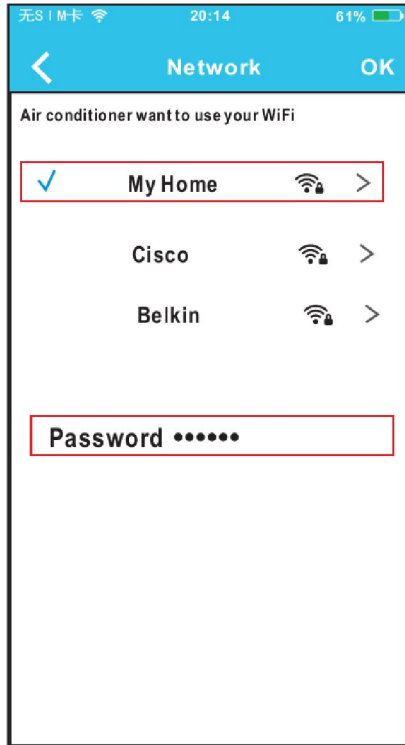 无SIM卡 20:14 61%
Network OK
Air conditioner want to use your WiFi
My Home
Cisco
Belkin
Password ••••••